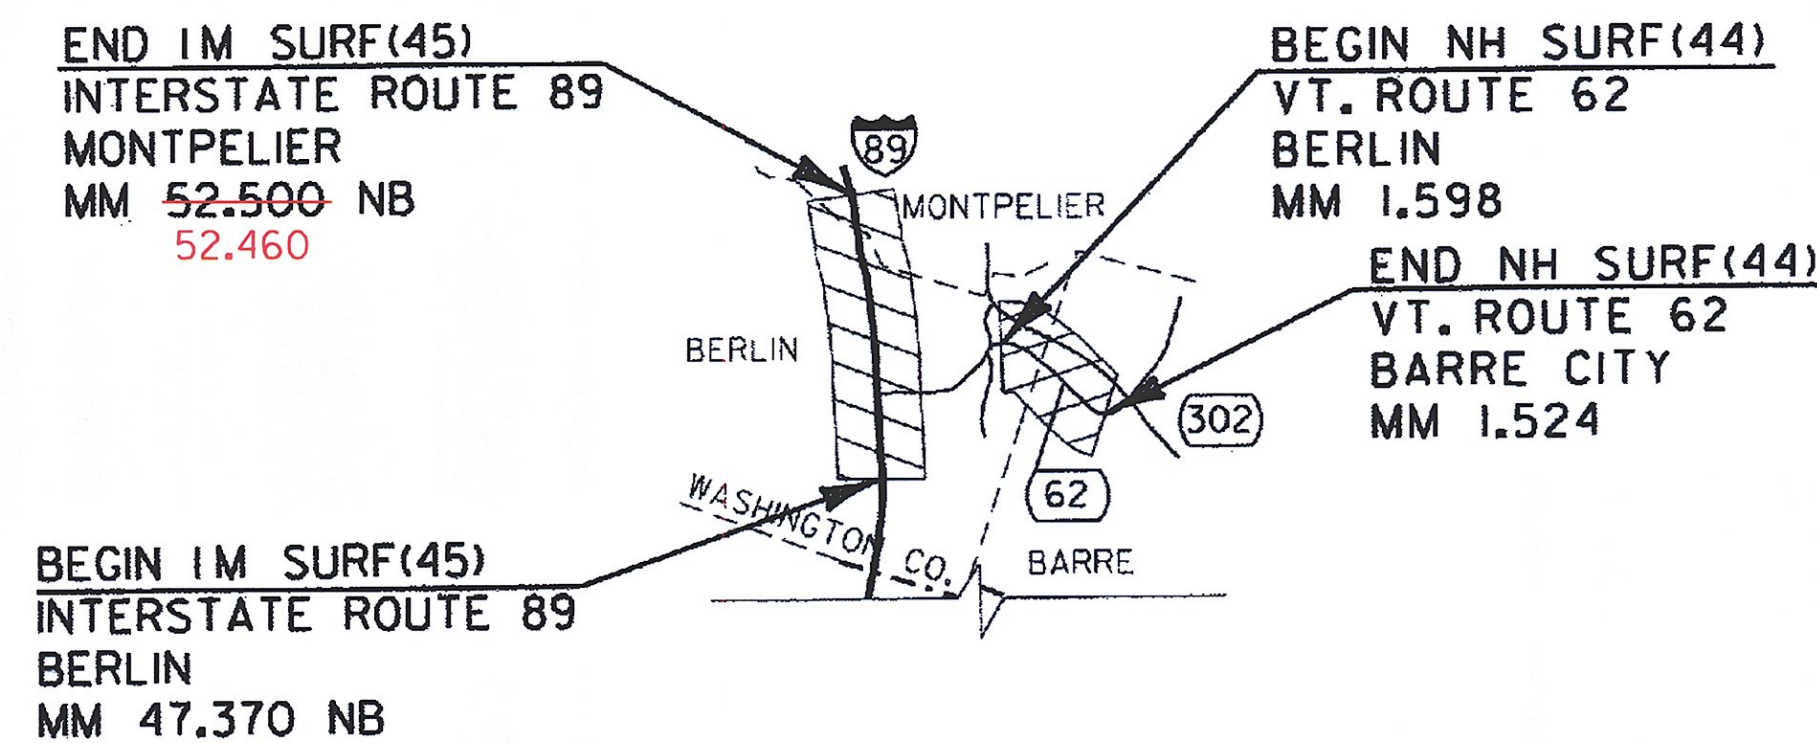 END IM SURF(45)
INTERSTATE ROUTE 89
MONTPELIER
MM 52.500 NB
52.460
BEGIN NH SURF(44)
VT. ROUTE 62
BERLIN
MM 1.598
END NH SURF(44)
VT. ROUTE 62
BARRE CITY
MM 1.524
89
MONTPELIER
BERLIN
302
62
WASHINGTON CO.
BARRE
BEGIN IM SURF(45)
INTERSTATE ROUTE 89
BERLIN
MM 47.370 NB